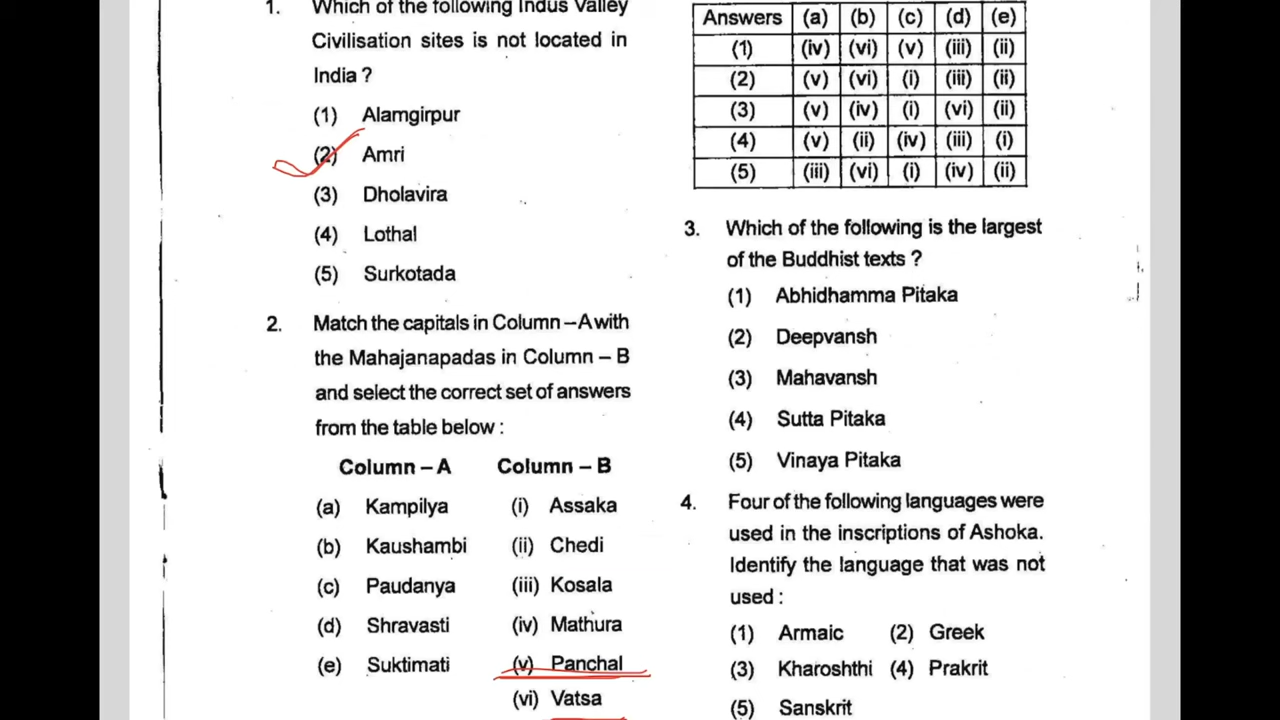 1. Which of the following Indus Valley
Civilisation sites is not located in
India ?
(1) Alamgirpur
(2) Amri
(3) Dholavira
(4) Lothal
(5) Surkotada
2. Match the capitals in Column – A with
the Mahajanapadas in Column – B
and select the correct set of answers
from the table below :
Column – A Column – B
(a) Kampilya (i) Assaka
(b) Kaushambi (ii) Chedi
(c) Paudanya (iii) Kosala
(d) Shravasti (iv) Mathura
(e) Suktimati (v) Panchal
(vi) Vatsa
Answers (a) (b) (c) (d) (e)
(1) (iv) (vi) (v) (iii) (ii)
(2) (v) (vi) (i) (iii) (ii)
(3) (v) (iv) (i) (vi) (ii)
(4) (v) (ii) (iv) (iii) (i)
(5) (iii) (vi) (i) (iv) (ii)
3. Which of the following is the largest
of the Buddhist texts ?
(1) Abhidhamma Pitaka
(2) Deepvansh
(3) Mahavansh
(4) Sutta Pitaka
(5) Vinaya Pitaka
4. Four of the following languages were
used in the inscriptions of Ashoka.
Identify the language that was not
used :
(1) Armaic (2) Greek
(3) Kharoshthi (4) Prakrit
(5) Sanskrit